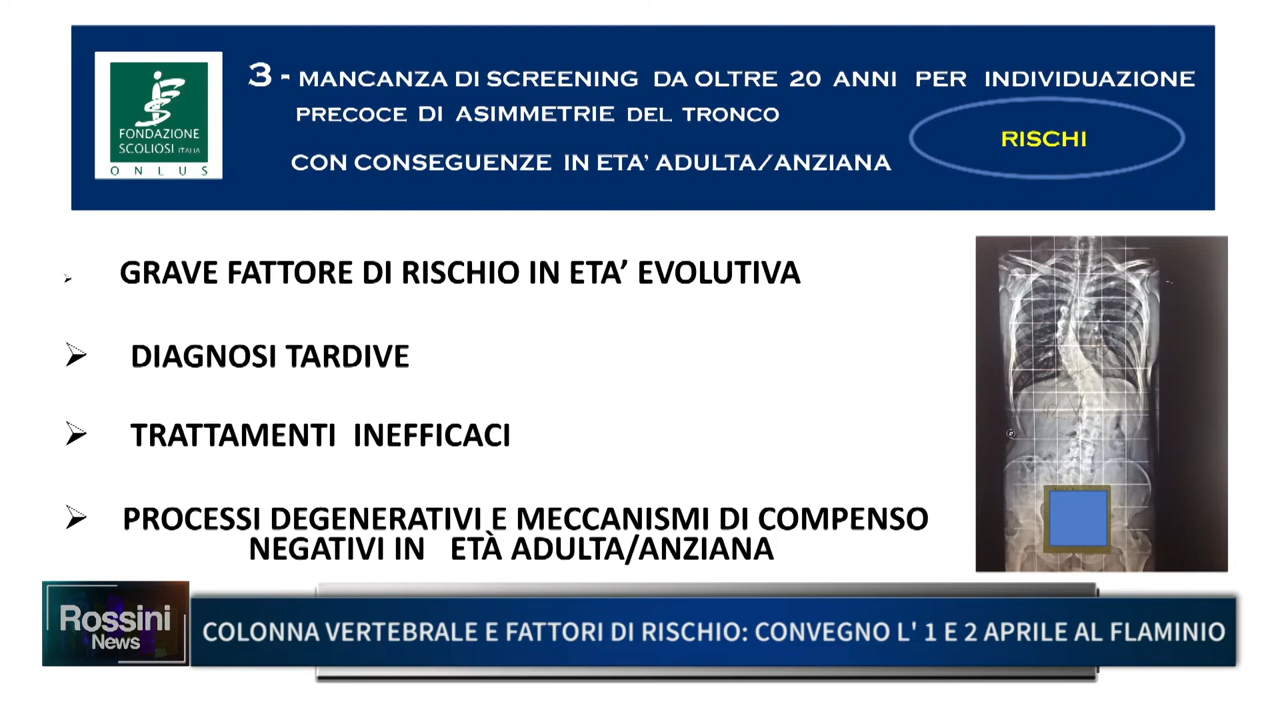 3 - MANCANZA DI SCREENING DA OLTRE 20 ANNI PER INDIVIDUAZIONE
PRECOCE DI ASIMMETRIE DEL TRONCO
CON CONSEGUENZE IN ETA' ADULTA/ANZIANA
RISCHI
FONDAZIONE
SCOLIOSI ITALIA
ONLUS
GRAVE FATTORE DI RISCHIO IN ETA' EVOLUTIVA
DIAGNOSI TARDIVE
TRATTAMENTI INEFFICACI
PROCESSI DEGENERATIVI E MECCANISMI DI COMPENSO
NEGATIVI IN ETÀ ADULTA/ANZIANA
Rossini
News
COLONNA VERTEBRALE E FATTORI DI RISCHIO: CONVEGNO L' 1 E 2 APRILE AL FLAMINIO